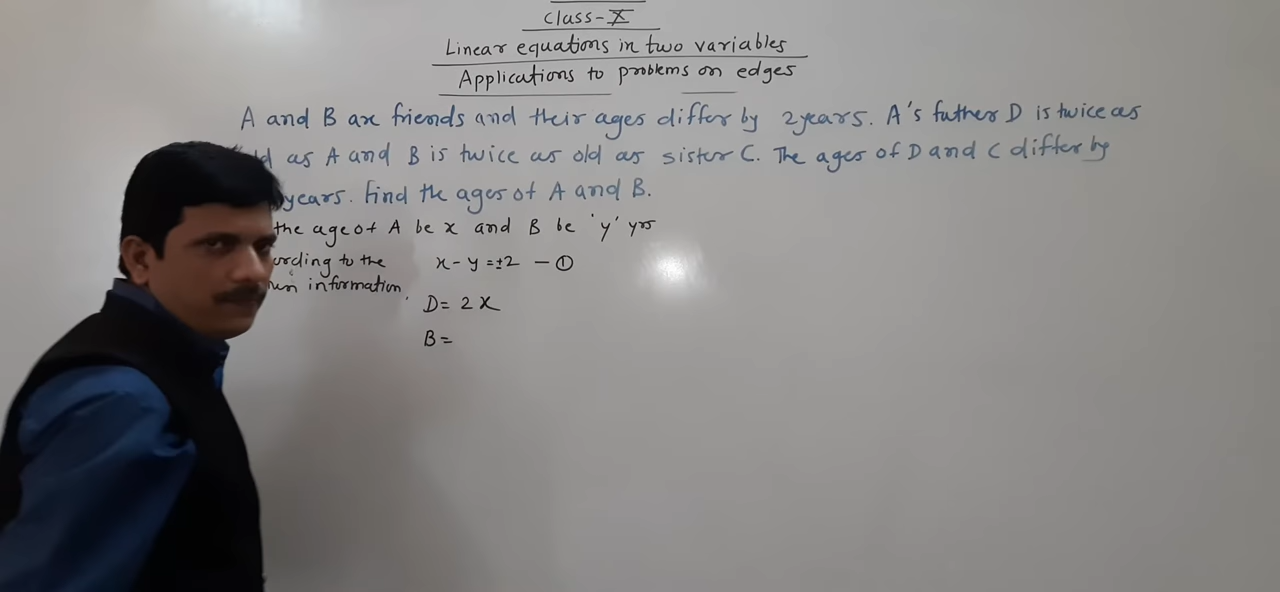 Class-X
Linear equations in two variables
Applications to problems on edges
A and B are friends and their ages differ by 2years. A's father D is twice as
as A and B is twice as old as sister C. The ages of D and C differ by
years. Find the ages of A and B.
the age of A be x and B be 'y' yrs
to the x - y = ±2 - ①
information.
D = 2x
B =